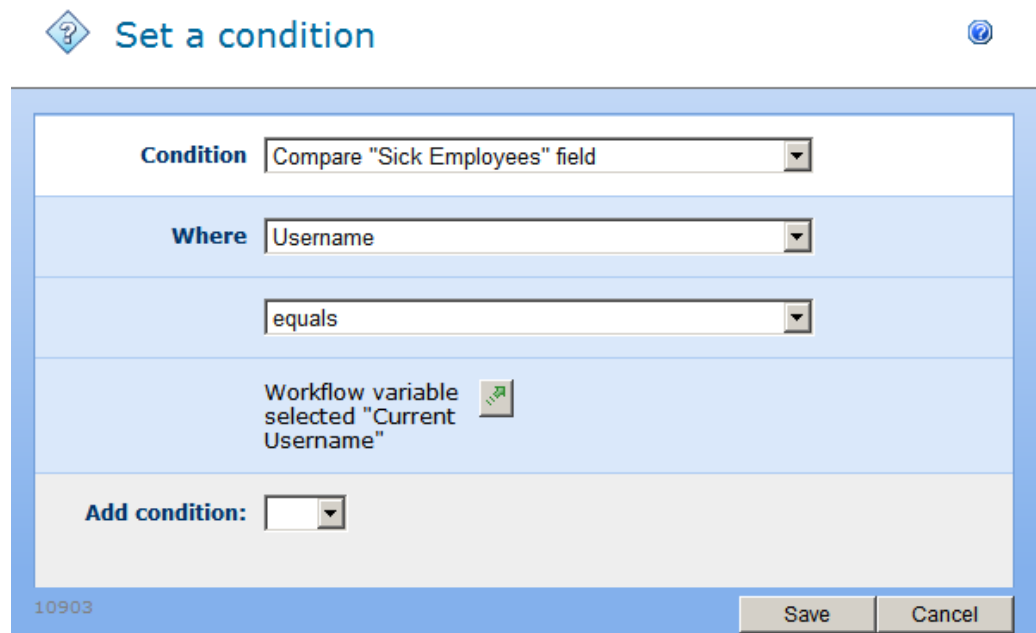 Set a condition
Condition Compare "Sick Employees" field
Where Username
equals
Workflow variable
selected "Current
Username"
Add condition:
10903
Save Cancel